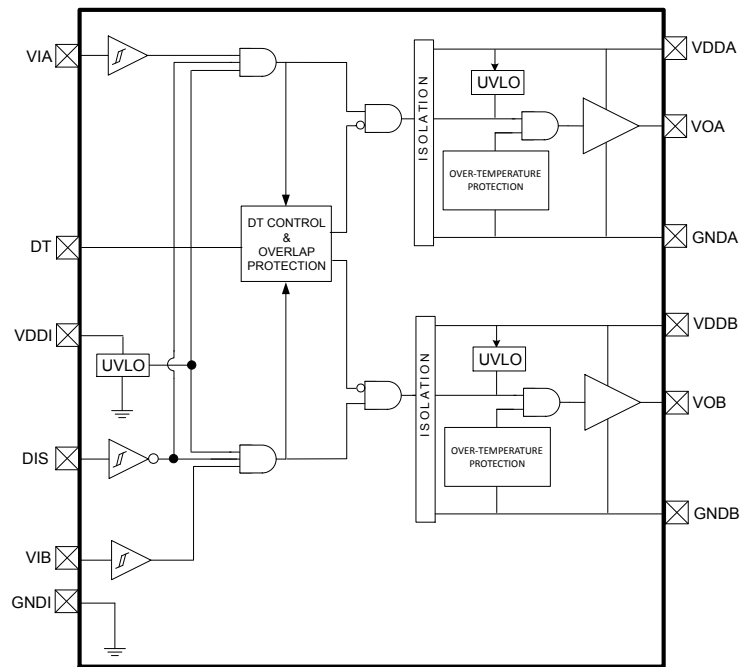 VIA
DT
VDDI
DIS
VIB
GNDI
UVLO
DT CONTROL
&
OVERLAP
PROTECTION
ISOLATION
UVLO
OVER-TEMPERATURE
PROTECTION
VDDA
VOA
GNDA
ISOLATION
UVLO
OVER-TEMPERATURE
PROTECTION
VDDB
VOB
GNDB